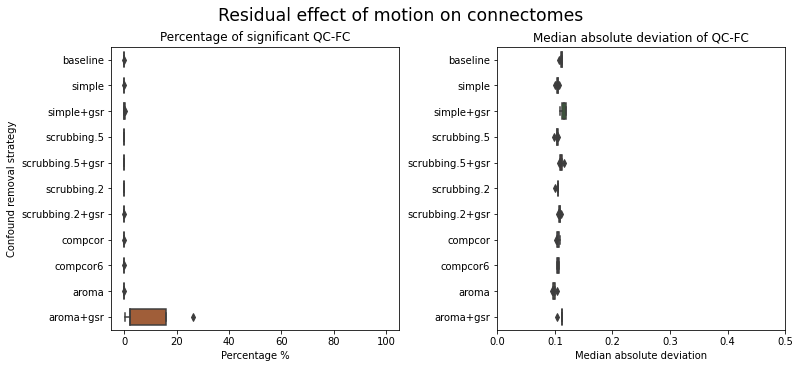 Residual effect of motion on connectomes
Percentage of significant QC-FC
Confound removal strategy
baseline
simple
simple+gsr
scrubbing.5
scrubbing.5+gsr
scrubbing.2
scrubbing.2+gsr
compcor
compcor6
aroma
aroma+gsr
0 20 40 60 80 100
Percentage %
Median absolute deviation of QC-FC
baseline
simple
simple+gsr
scrubbing.5
scrubbing.5+gsr
scrubbing.2
scrubbing.2+gsr
compcor
compcor6
aroma
aroma+gsr
0.0 0.1 0.2 0.3 0.4 0.5
Median absolute deviation